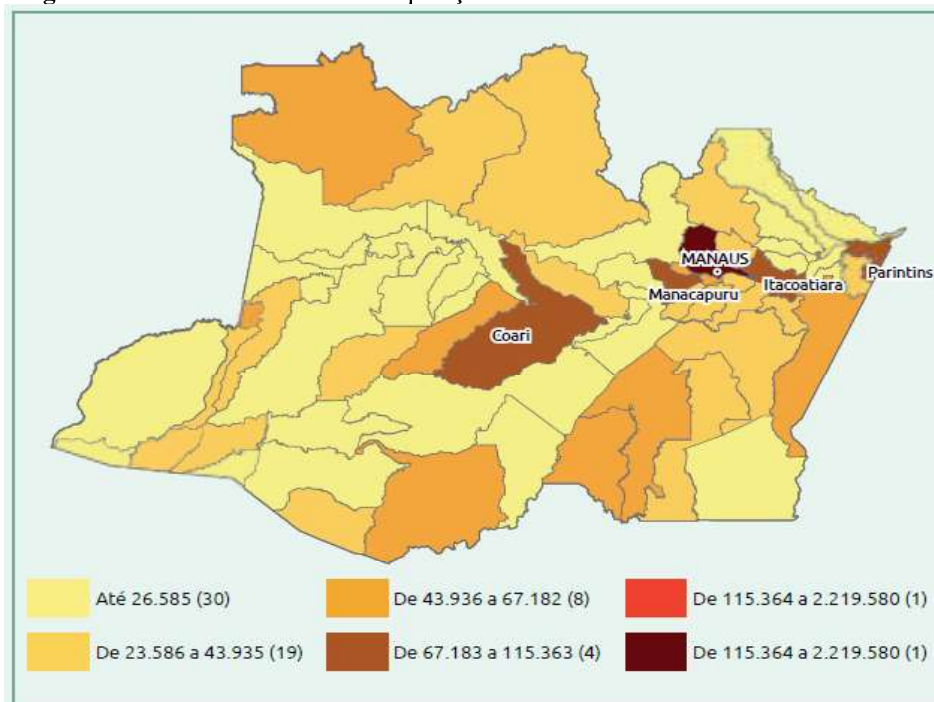 MANAUS
Parintins
Itacoatiara
Manacapuru
Coari
Até 26.585 (30)
De 43.936 a 67.182 (8)
De 115.364 a 2.219.580 (1)
De 23.586 a 43.935 (19)
De 67.183 a 115.363 (4)
De 115.364 a 2.219.580 (1)